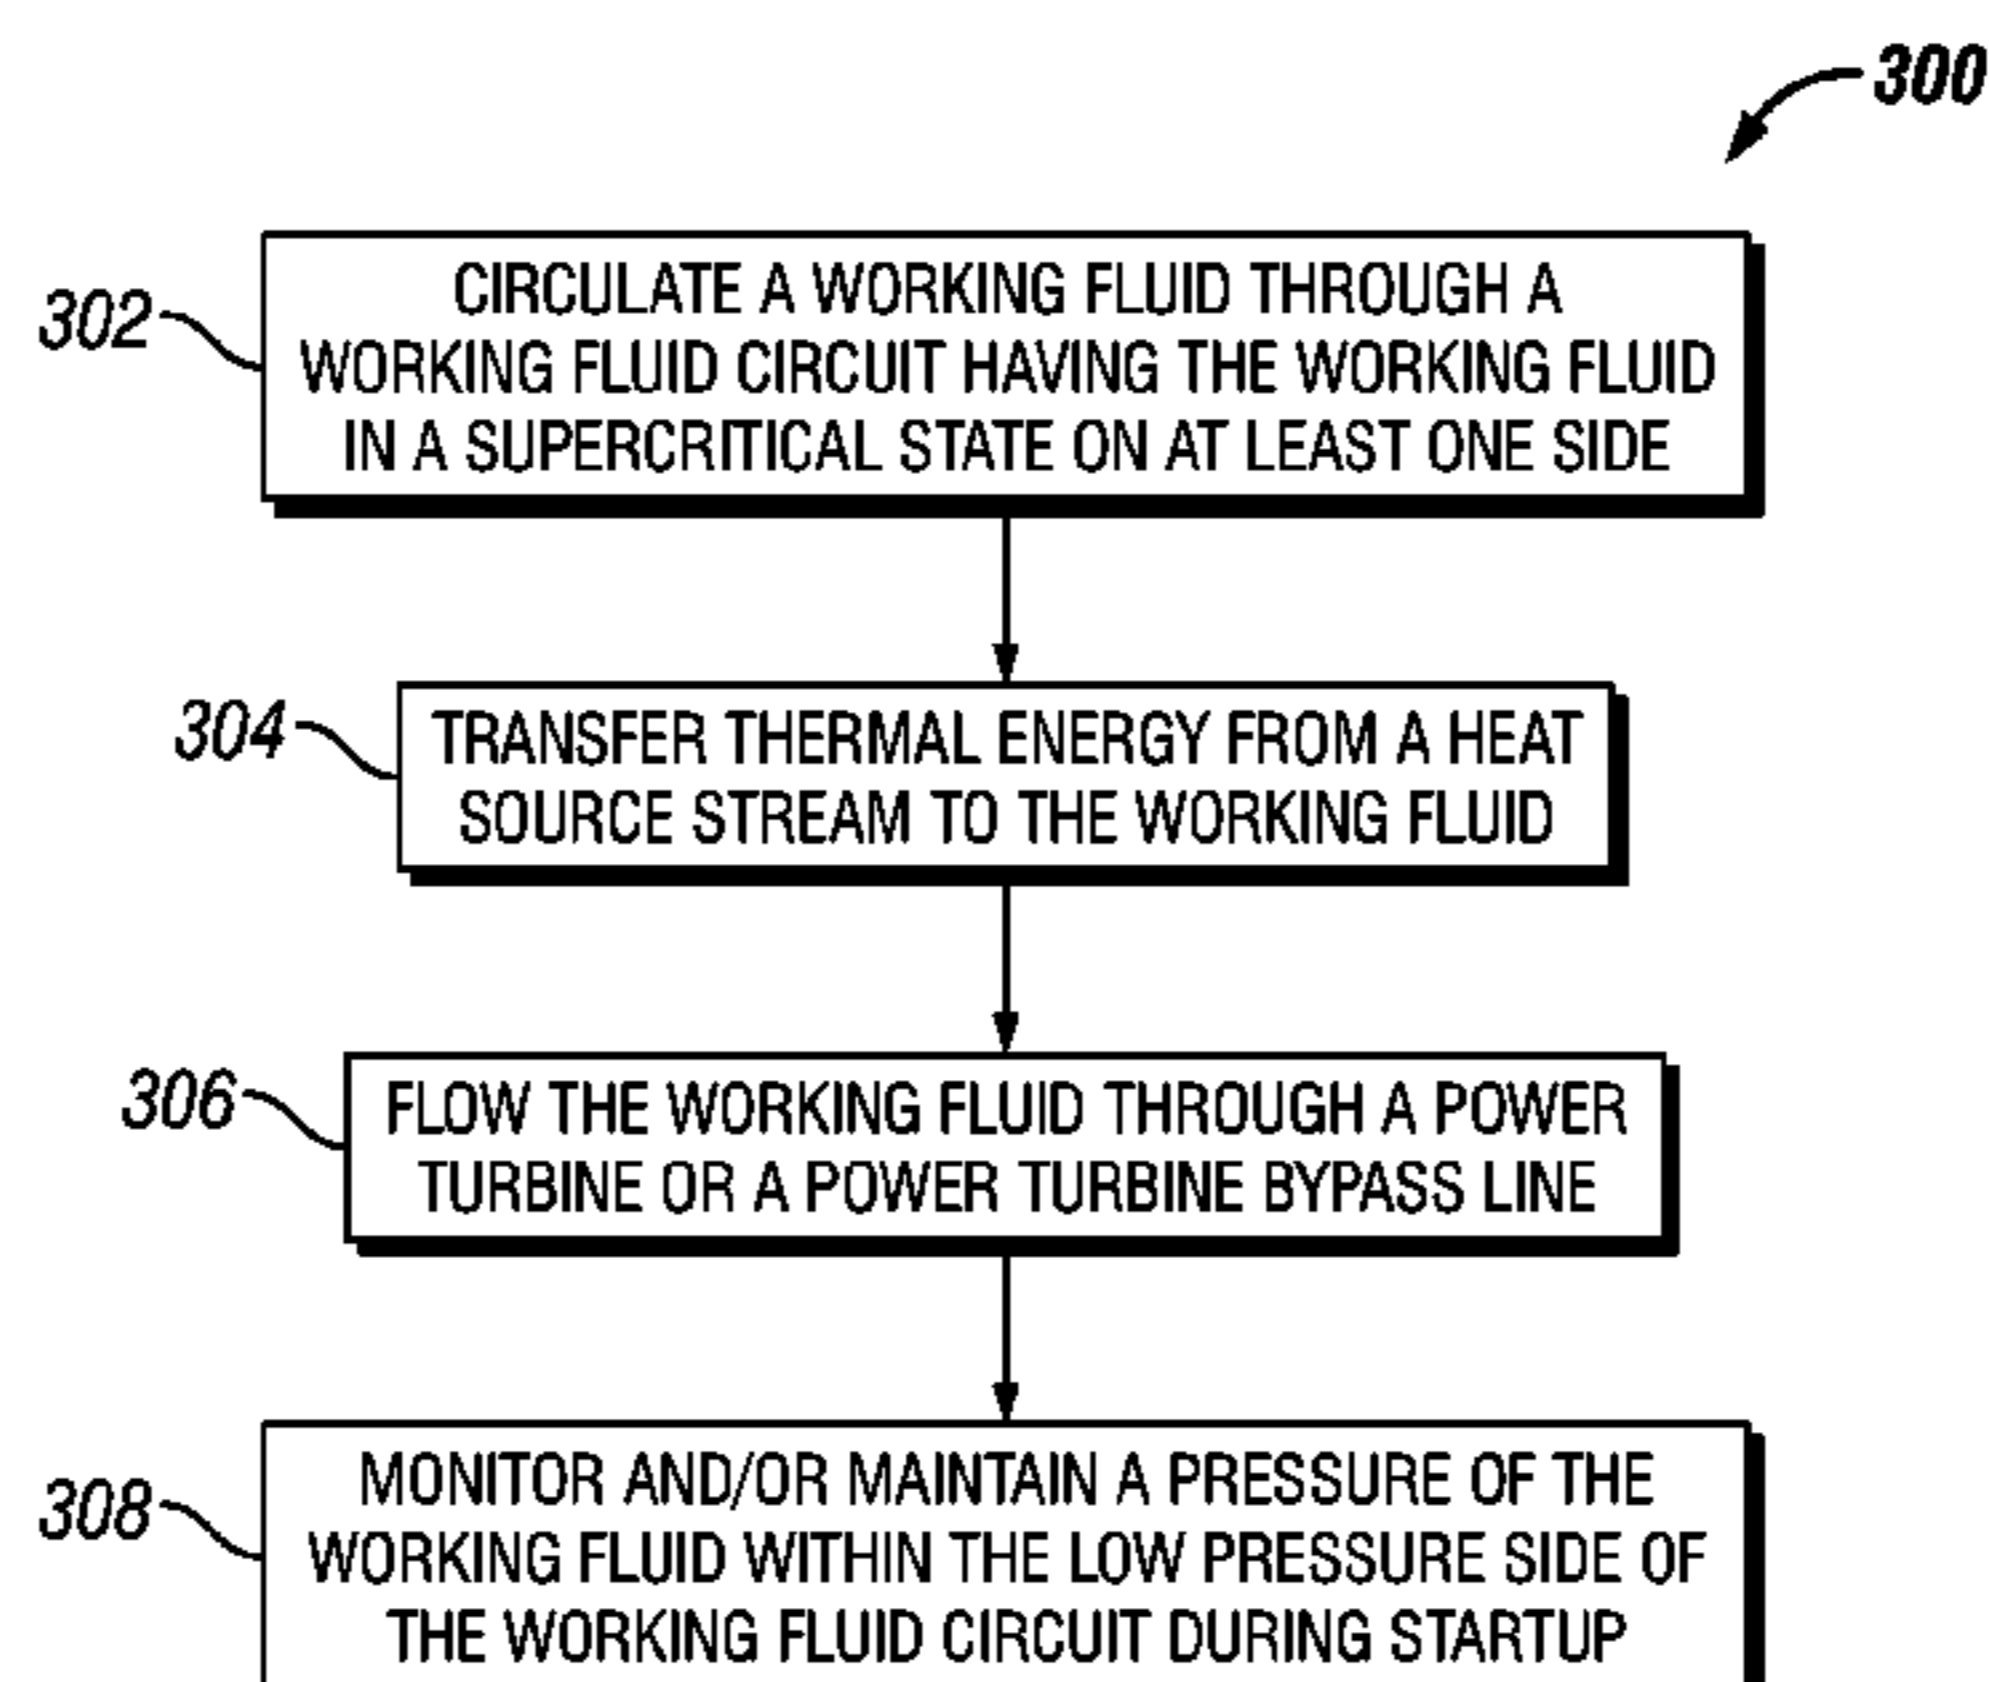 300
302
CIRCULATE A WORKING FLUID THROUGH A
WORKING FLUID CIRCUIT HAVING THE WORKING FLUID
IN A SUPERCRITICAL STATE ON AT LEAST ONE SIDE
304
TRANSFER THERMAL ENERGY FROM A HEAT
SOURCE STREAM TO THE WORKING FLUID
306
FLOW THE WORKING FLUID THROUGH A POWER
TURBINE OR A POWER TURBINE BYPASS LINE
308
MONITOR AND/OR MAINTAIN A PRESSURE OF THE
WORKING FLUID WITHIN THE LOW PRESSURE SIDE OF
THE WORKING FLUID CIRCUIT DURING STARTUP